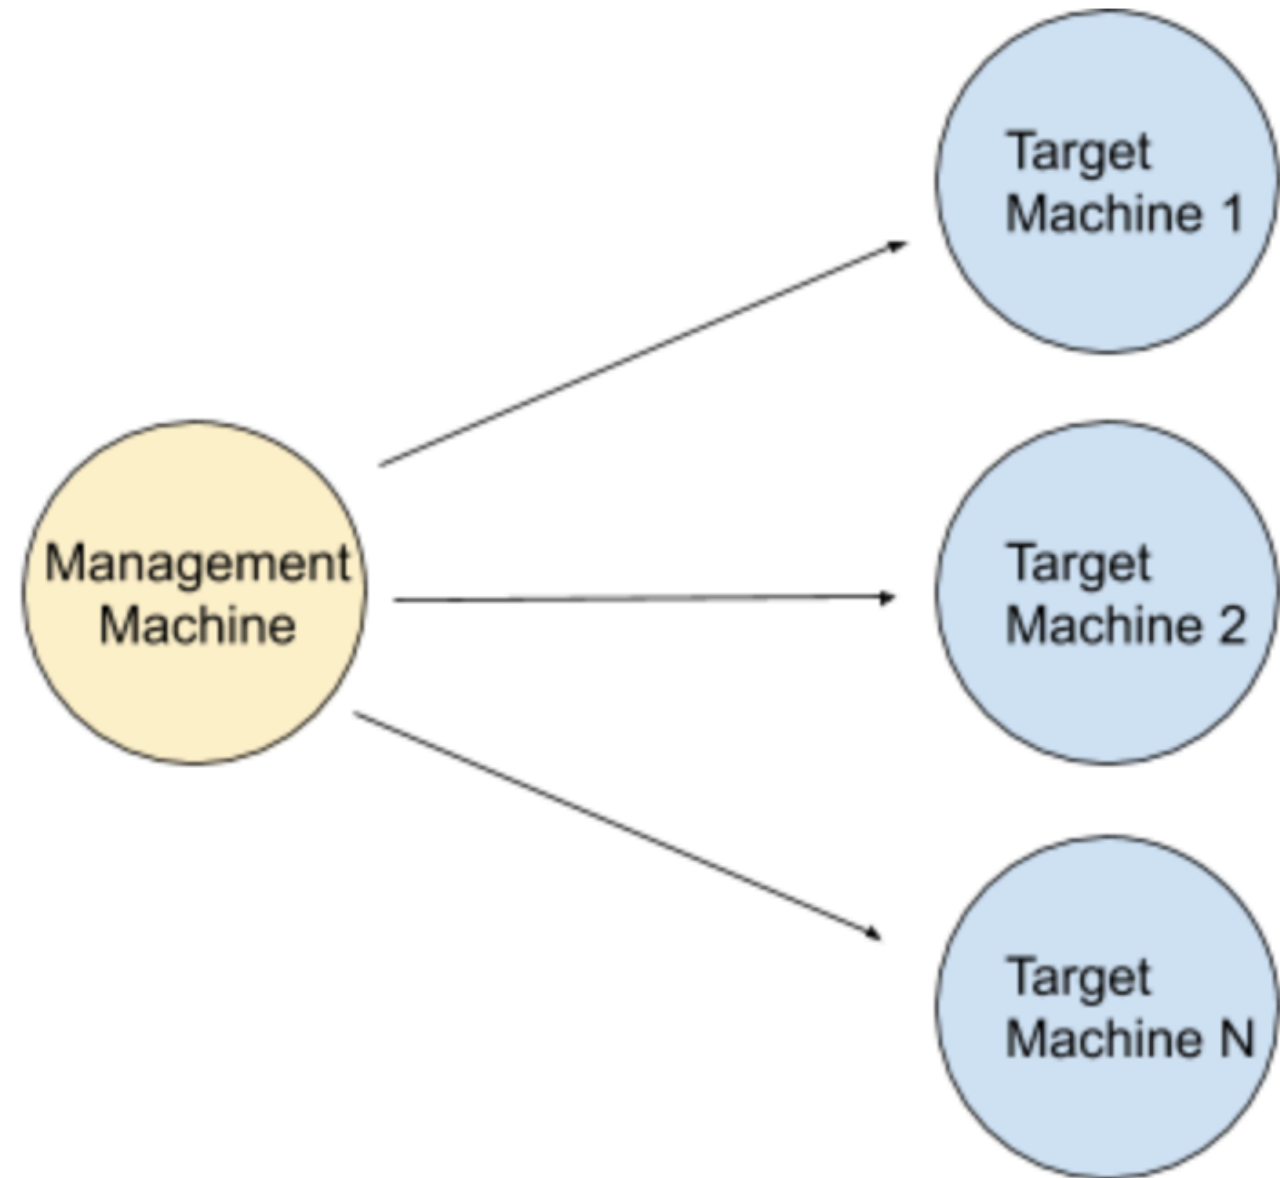 Target
Machine 1
Management
Machine
Target
Machine 2
Target
Machine N